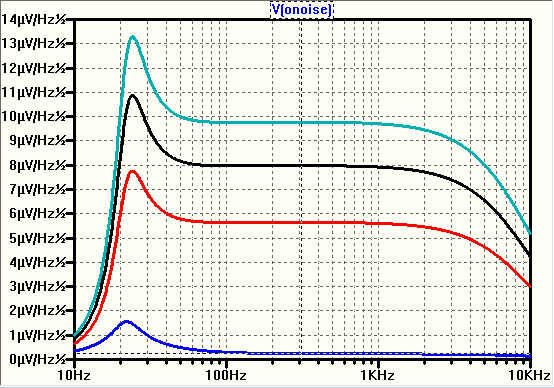 V(onoise)
14µV/Hz½
13µV/Hz½
12µV/Hz½
11µV/Hz½
10µV/Hz½
9µV/Hz½
8µV/Hz½
7µV/Hz½
6µV/Hz½
5µV/Hz½
4µV/Hz½
3µV/Hz½
2µV/Hz½
1µV/Hz½
0µV/Hz½
10Hz 100Hz 1KHz 10KHz